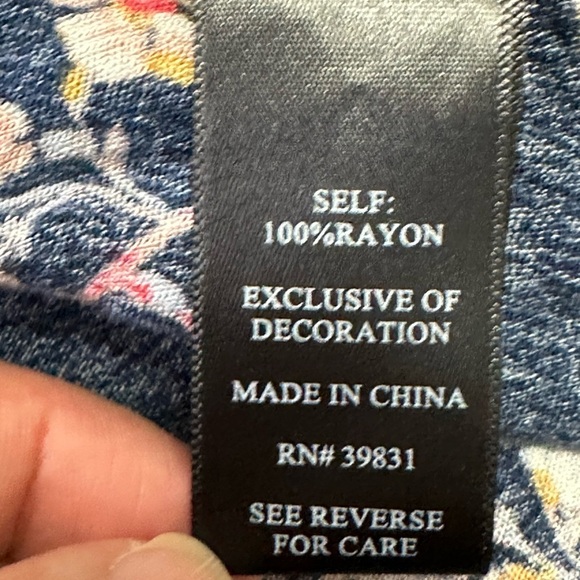 SELF:
100%RAYON
EXCLUSIVE OF
DECORATION
MADE IN CHINA
RN# 39831
SEE REVERSE
FOR CARE